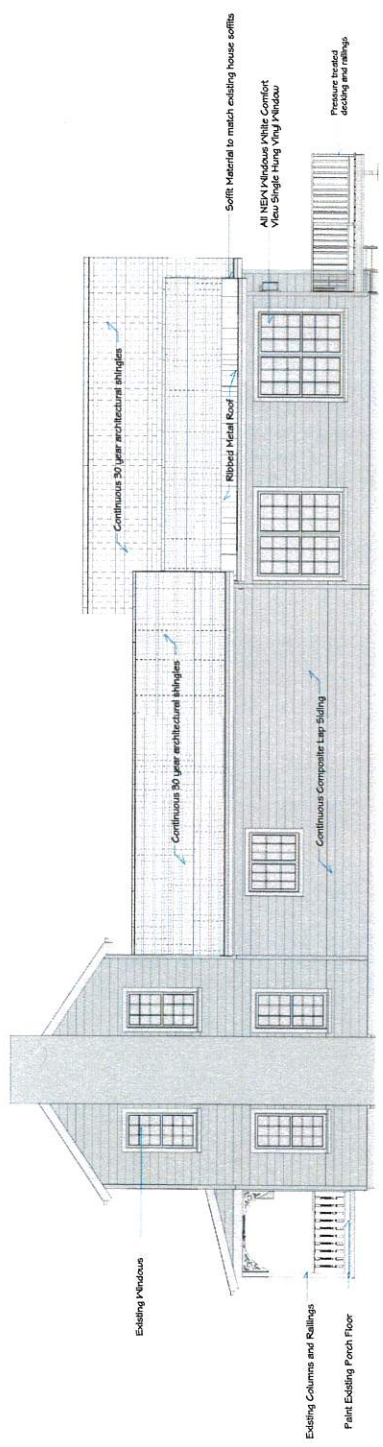 Existing Windows
Existing Columns and Railings
Paint Existing Porch Floor
Continuous 30 year architectural shingles
Continuous Composite Lap Siding
Continuous 30 year architectural shingles
Ribbed Metal Roof
Soffit Material to match existing house soffits
All NEW Windows White Comfort
View Single Hung Vinyl Window
Pressure treated
decking and railings